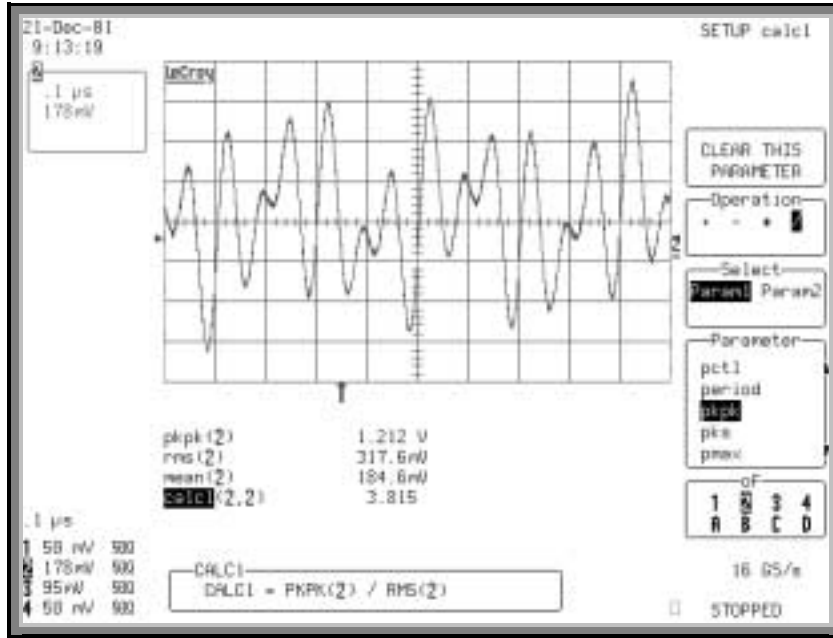 21-Dec-81
9:13:19
2
.1 µs
178mV
LeCroy
SETUP calc1
CLEAR THIS
PARAMETER
Operation
+ - * /
Select
Param1 Param2
Parameter
pctl
period
pkpk
pks
pmax
of
1 2 3 4
A B C D
2
pkpk(2) 1.212 V
rms(2) 317.6mV
mean(2) 184.6mV
calc1(2,2) 3.815
.1 µs
1 50 mV 50Ω
2 178mV 50Ω
3 95mV 50Ω
4 50 mV 50Ω
CALC1
CALC1 = PKPK(2) / RMS(2)
16 GS/s
STOPPED